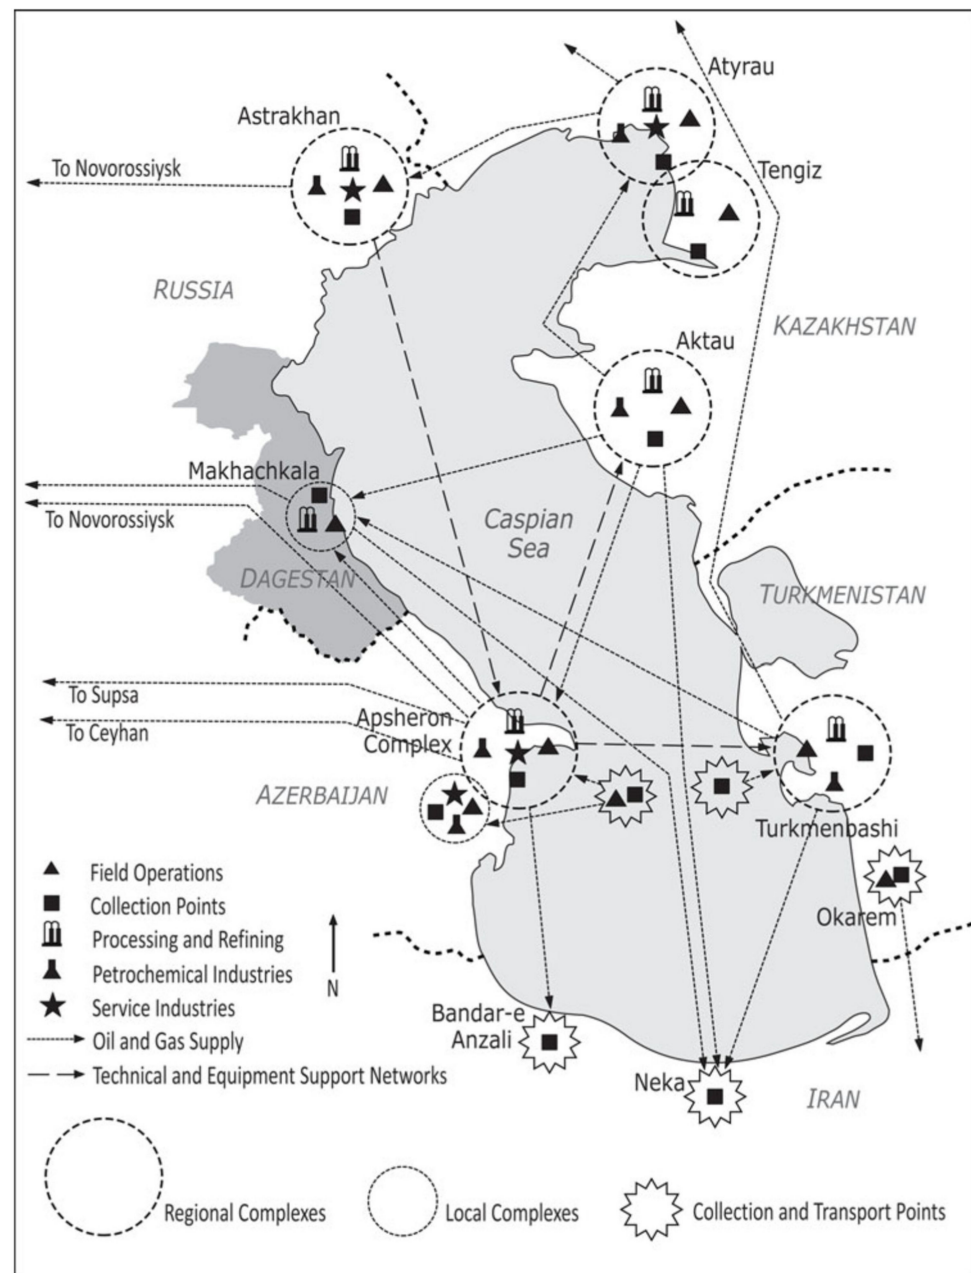 Atyrau
Astrakhan
To Novorossiysk
Tengiz
RUSSIA
KAZAKHSTAN
Aktau
Makhachkala
To Novorossiysk
Caspian
Sea
DAGESTAN
TURKMENISTAN
To Supsa
Apsheron
Complex
To Ceyhan
AZERBAIJAN
Turkmenbashi
Okarem
Field Operations
Collection Points
Processing and Refining
Petrochemical Industries
N
Service Industries
Bandar-e
Anzali
Oil and Gas Supply
Technical and Equipment Support Networks
Neka
IRAN
Regional Complexes
Local Complexes
Collection and Transport Points